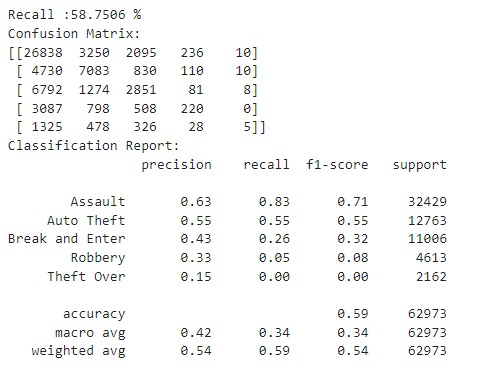 Recall :58.7506 %
Confusion Matrix:
[[26838  3250  2095   236    10]
 [ 4730  7083   830   110    10]
 [ 6792  1274  2851    81     8]
 [ 3087   798   508   220     0]
 [ 1325   478   326    28     5]]
Classification Report:
precision recall f1-score support
Assault 0.63 0.83 0.71 32429
Auto Theft 0.55 0.55 0.55 12763
Break and Enter 0.43 0.26 0.32 11006
Robbery 0.33 0.05 0.08 4613
Theft Over 0.15 0.00 0.00 2162
accuracy 0.59 62973
macro avg 0.42 0.34 0.34 62973
weighted avg 0.54 0.59 0.54 62973